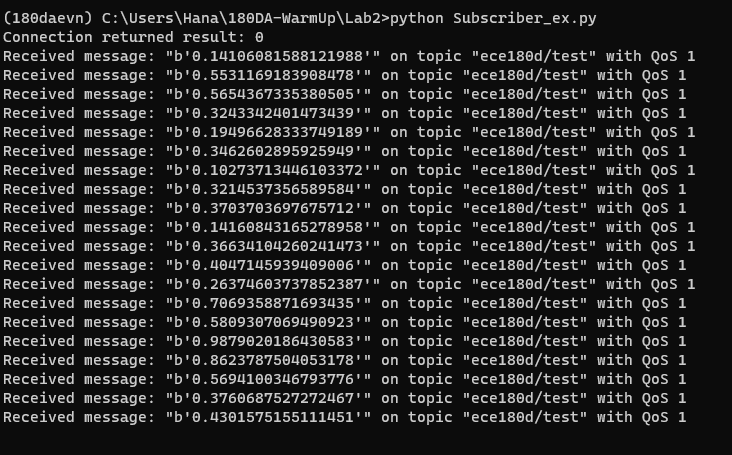 (180daevn) C:\Users\Hana\180DA-WarmUp\Lab2>python Subscriber_ex.py
Connection returned result: 0
Received message: "b'0.14106081588121988'" on topic "ece180d/test" with QoS 1
Received message: "b'0.5531169183908478'" on topic "ece180d/test" with QoS 1
Received message: "b'0.5654367335380505'" on topic "ece180d/test" with QoS 1
Received message: "b'0.3243342401473439'" on topic "ece180d/test" with QoS 1
Received message: "b'0.19496628333749189'" on topic "ece180d/test" with QoS 1
Received message: "b'0.3462602895925949'" on topic "ece180d/test" with QoS 1
Received message: "b'0.10273713446103372'" on topic "ece180d/test" with QoS 1
Received message: "b'0.3214537356589584'" on topic "ece180d/test" with QoS 1
Received message: "b'0.3703703697675712'" on topic "ece180d/test" with QoS 1
Received message: "b'0.14160843165278958'" on topic "ece180d/test" with QoS 1
Received message: "b'0.36634104260241473'" on topic "ece180d/test" with QoS 1
Received message: "b'0.4047145939409006'" on topic "ece180d/test" with QoS 1
Received message: "b'0.26374603737852387'" on topic "ece180d/test" with QoS 1
Received message: "b'0.7069358871693435'" on topic "ece180d/test" with QoS 1
Received message: "b'0.5809307069490923'" on topic "ece180d/test" with QoS 1
Received message: "b'0.9879020186430583'" on topic "ece180d/test" with QoS 1
Received message: "b'0.8623787504053178'" on topic "ece180d/test" with QoS 1
Received message: "b'0.5694100346793776'" on topic "ece180d/test" with QoS 1
Received message: "b'0.3760687527272467'" on topic "ece180d/test" with QoS 1
Received message: "b'0.4301575155111451'" on topic "ece180d/test" with QoS 1